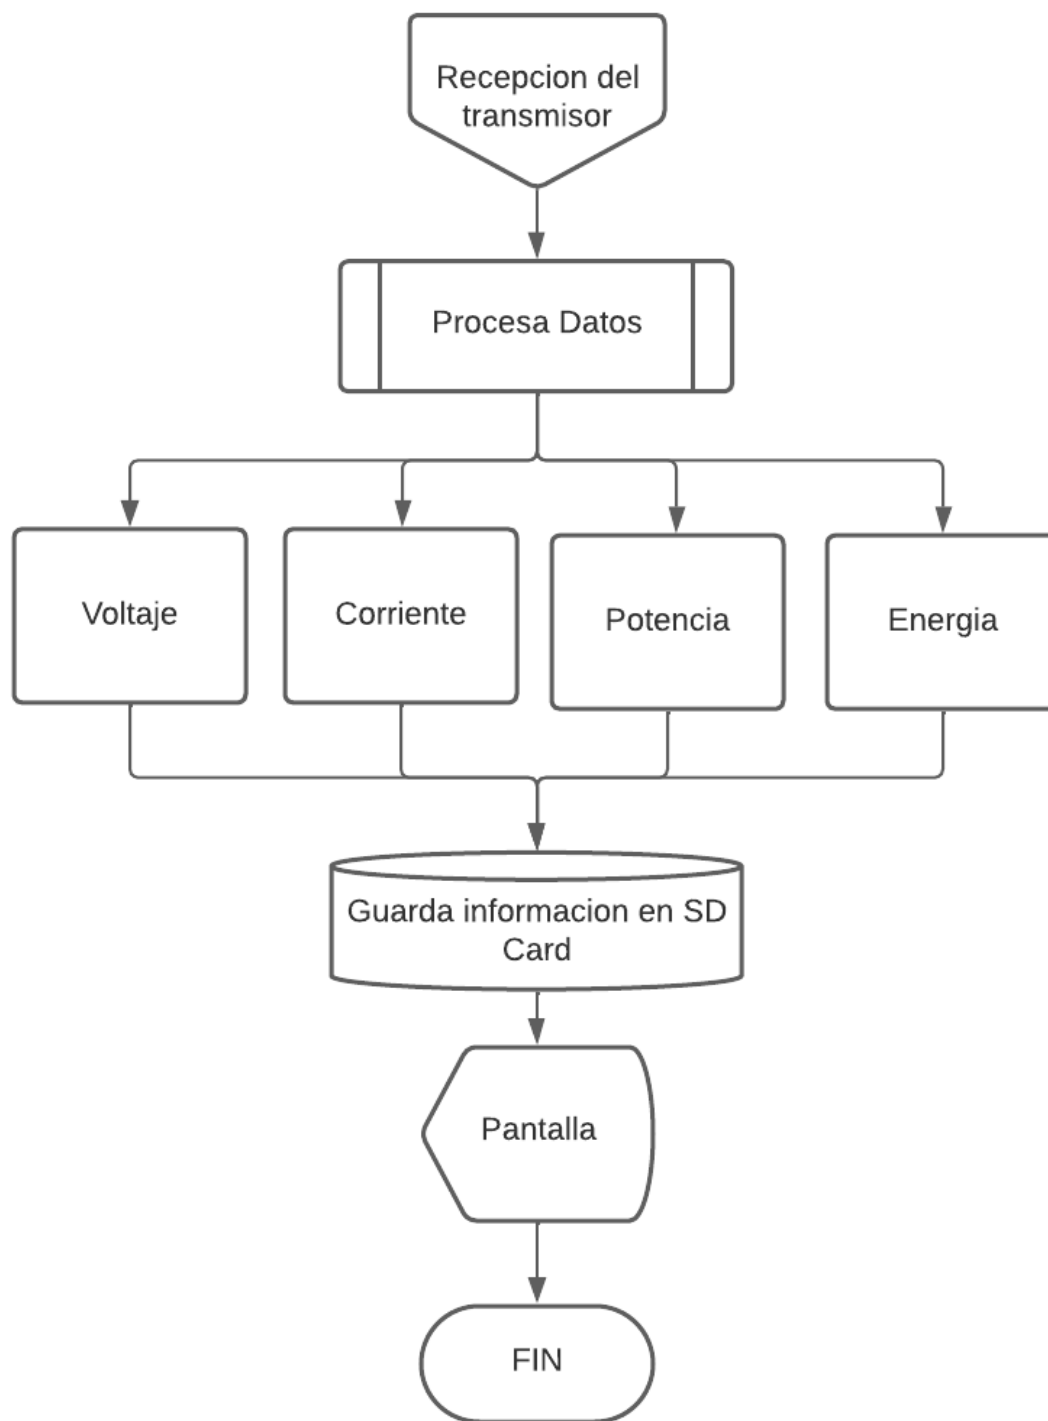 Recepcion del
transmisor
Procesa Datos
Voltaje
Corriente
Potencia
Energia
Guarda informacion en SD
Card
Pantalla
FIN